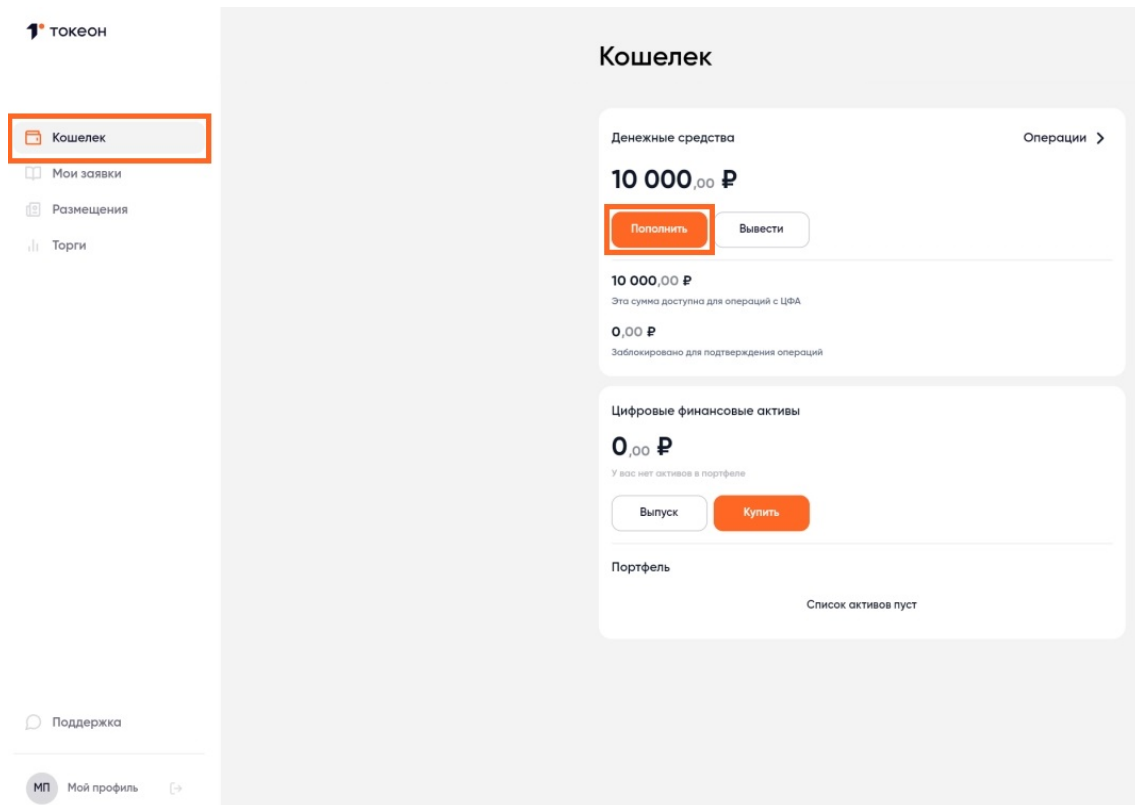 токеон
Кошелек
Мои заявки
Размещения
Торги
Поддержка
МП Мой профиль
Кошелек
Денежные средства
Операции
10 000,00 ₽
Пополнить
Вывести
10 000,00 ₽
Эта сумма доступна для операций с ЦФА
0,00 ₽
Заблокировано для подтверждения операций
Цифровые финансовые активы
0,00 ₽
У вас нет активов в портфеле
Выпуск
Купить
Портфель
Список активов пуст